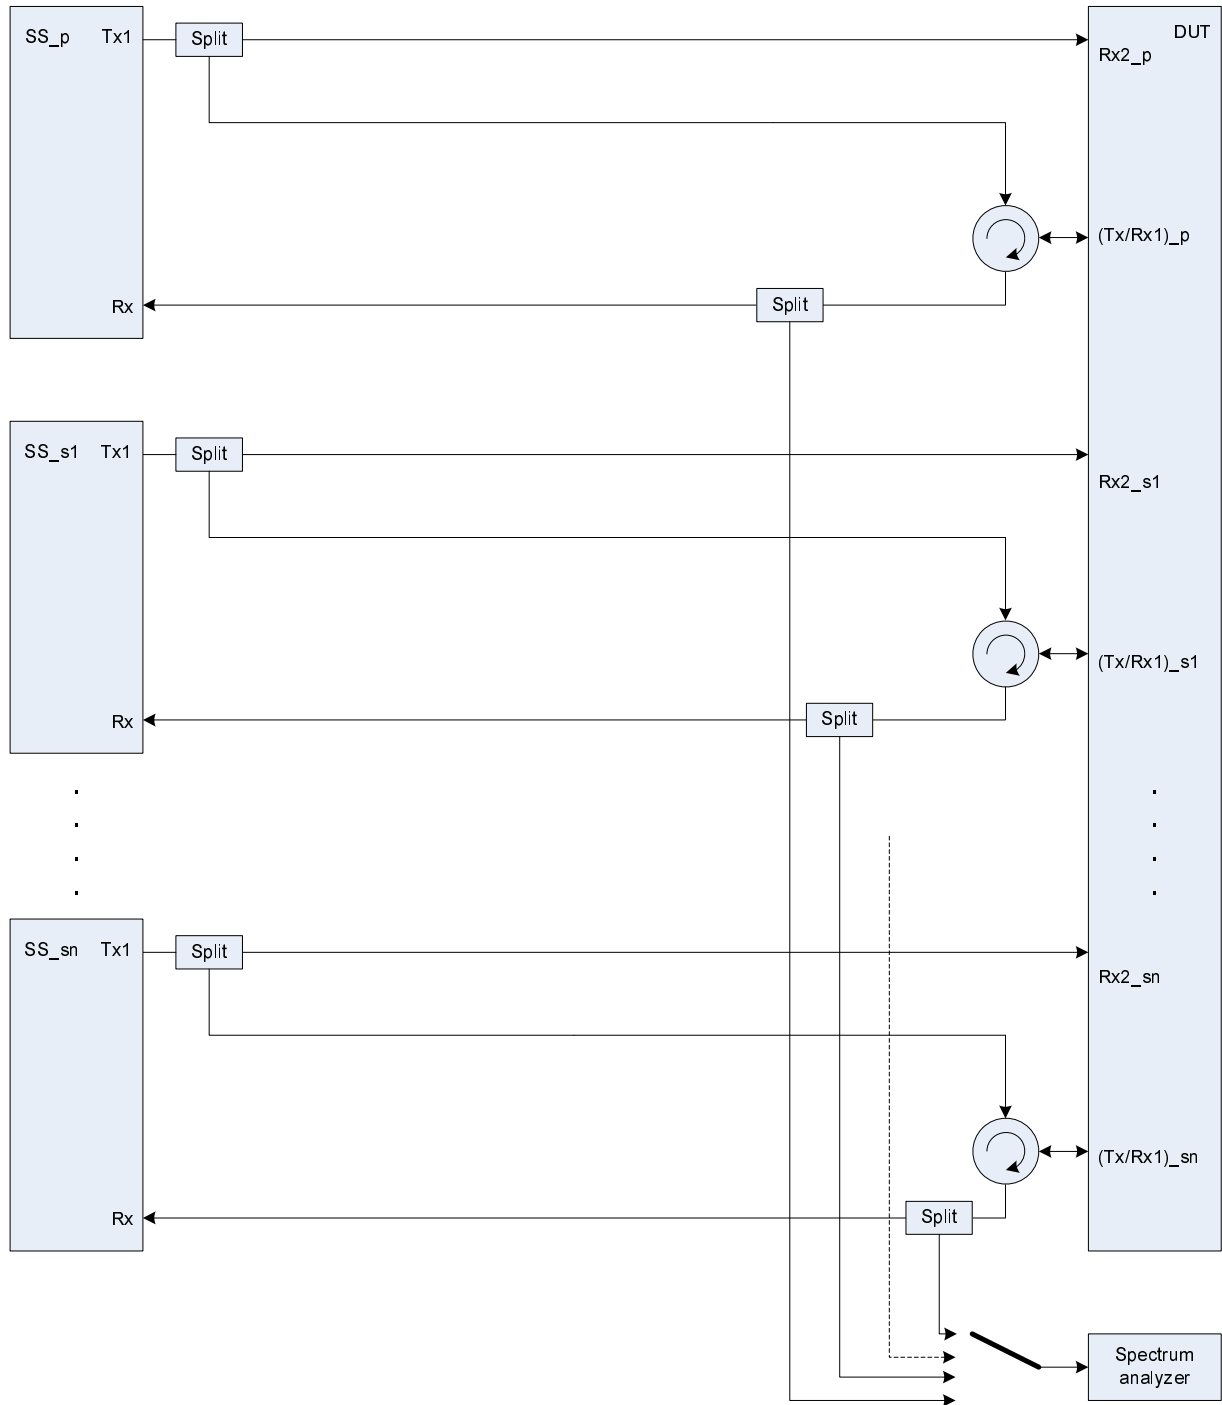 SS_p Tx1
Split
DUT
Rx2_p
(Tx/Rx1)_p
Split
Rx
SS_s1 Tx1
Split
Rx2_s1
(Tx/Rx1)_s1
Split
Rx
SS_sn Tx1
Split
Rx2_sn
(Tx/Rx1)_sn
Split
Rx
Spectrum
analyzer